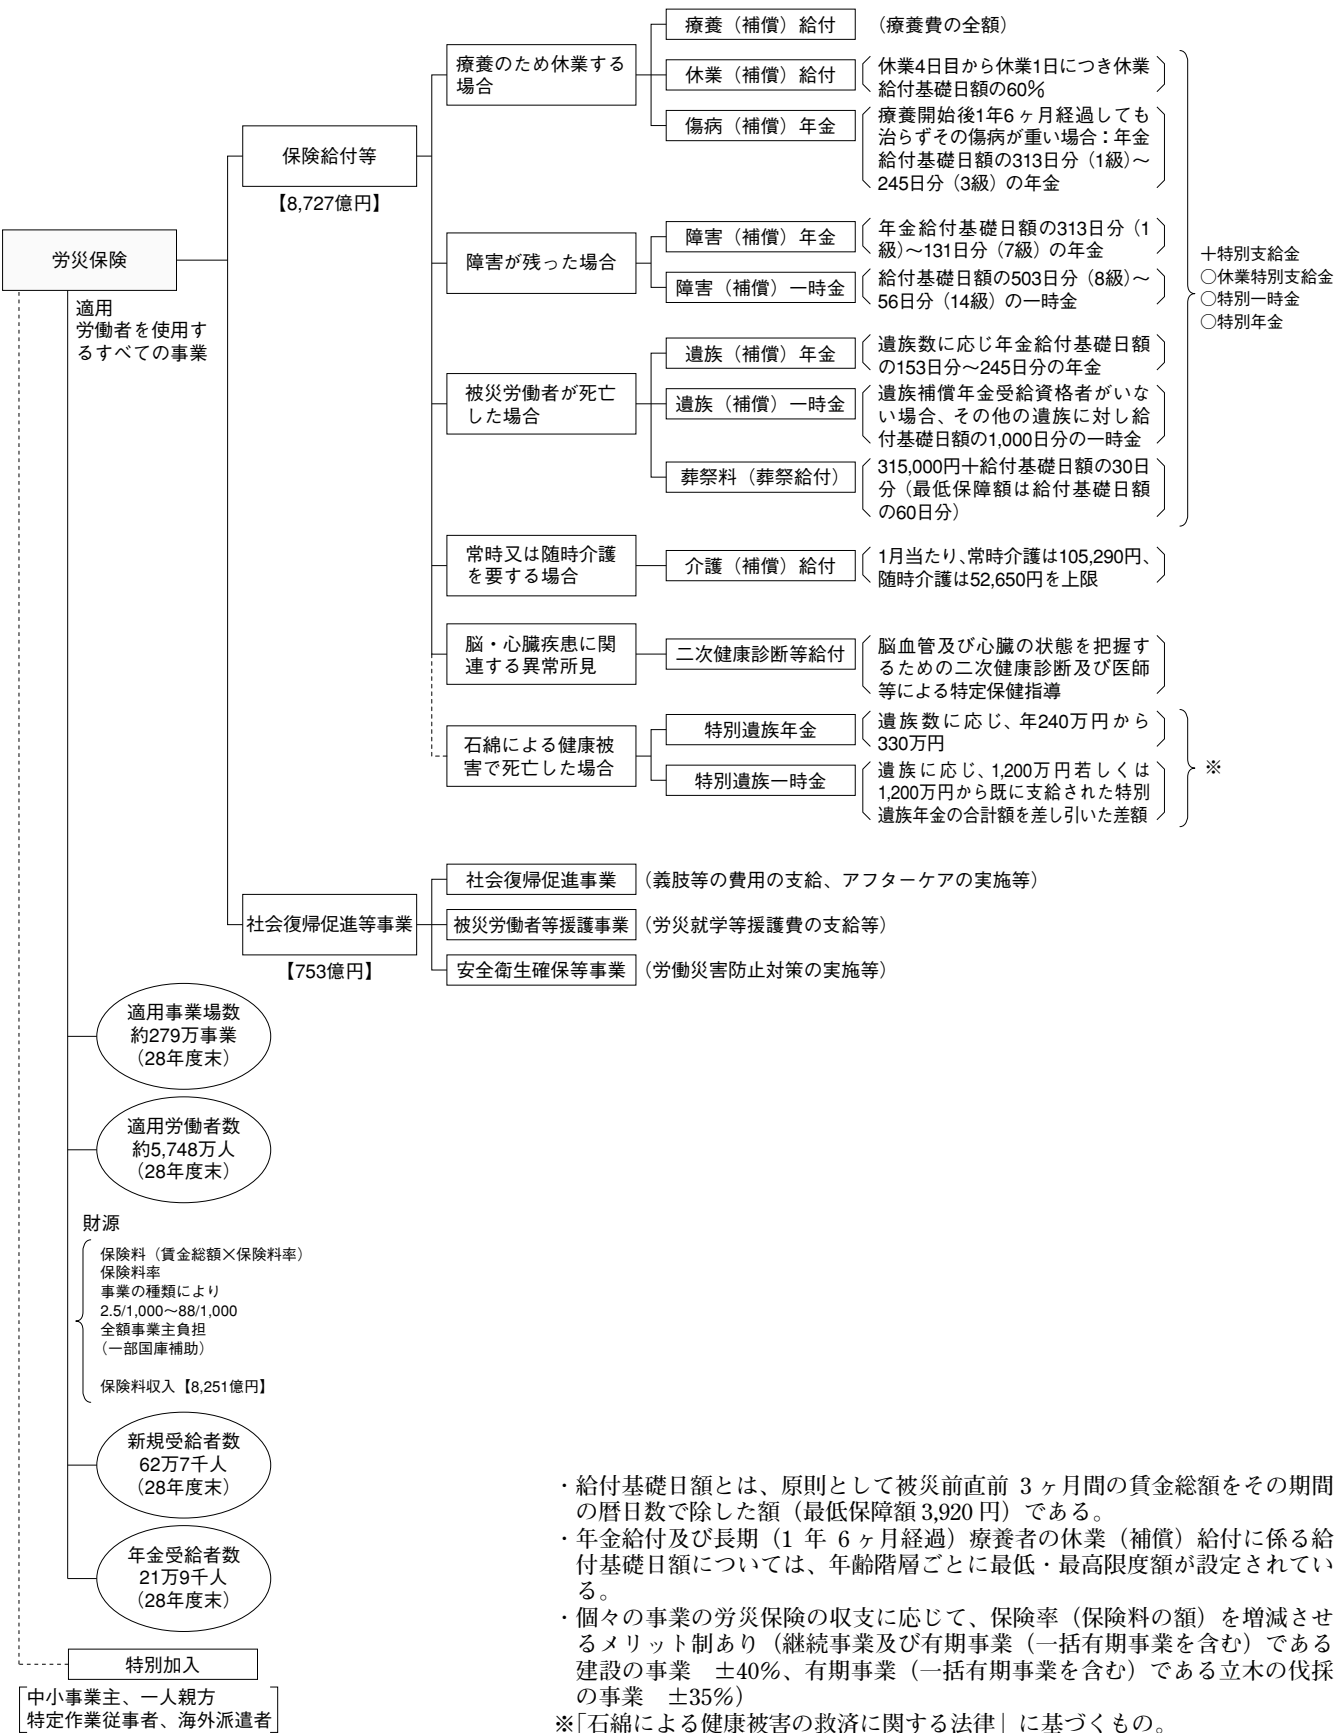 労災保険
適用
労働者を使用す
るすべての事業
保険給付等
【8,727億円】
療養のため休業する
場合
療養（補償）給付
（療養費の全額）
休業（補償）給付
休業4日目から休業1日につき休業
給付基礎日額の60％
傷病（補償）年金
療養開始後1年6ヶ月経過しても
治らずその傷病が重い場合：年金
給付基礎日額の313日分（1級）～
245日分（3級）の年金
障害が残った場合
障害（補償）年金
年金給付基礎日額の313日分（1
級）～131日分（7級）の年金
障害（補償）一時金
給付基礎日額の503日分（8級）～
56日分（14級）の一時金
被災労働者が死亡
した場合
遺族（補償）年金
遺族数に応じ年金給付基礎日額
の153日分～245日分の年金
遺族（補償）一時金
遺族補償年金受給資格者がいな
い場合、その他の遺族に対し給
付基礎日額の1,000日分の一時金
葬祭料（葬祭給付）
315,000円＋給付基礎日額の30日
分（最低保障額は給付基礎日額
の60日分）
＋特別支給金
○休業特別支給金
○特別一時金
○特別年金
常時又は随時介護
を要する場合
介護（補償）給付
1月当たり、常時介護は105,290円、
随時介護は52,650円を上限
脳・心臓疾患に関
連する異常所見
二次健康診断等給付
脳血管及び心臓の状態を把握す
るための二次健康診断及び医師
等による特定保健指導
石綿による健康被
害で死亡した場合
特別遺族年金
遺族数に応じ、年240万円から
330万円
特別遺族一時金
遺族に応じ、1,200万円若しくは
1,200万円から既に支給された特別
遺族年金の合計額を差し引いた差額
※
社会復帰促進等事業
【753億円】
社会復帰促進事業
（義肢等の費用の支給、アフターケアの実施等）
被災労働者等援護事業
（労災就学等援護費の支給等）
安全衛生確保等事業
（労働災害防止対策の実施等）
適用事業場数
約279万事業
（28年度末）
適用労働者数
約5,748万人
（28年度末）
財源
保険料（賃金総額×保険料率）
保険料率
事業の種類により
2.5/1,000～88/1,000
全額事業主負担
（一部国庫補助）
保険料収入【8,251億円】
新規受給者数
62万7千人
（28年度末）
年金受給者数
21万9千人
（28年度末）
特別加入
中小事業主、一人親方
特定作業従事者、海外派遣者
・給付基礎日額とは、原則として被災前直前 3 ヶ月間の賃金総額をその期間
の暦日数で除した額（最低保障額 3,920 円）である。
・年金給付及び長期（1 年 6 ヶ月経過）療養者の休業（補償）給付に係る給
付基礎日額については、年齢階層ごとに最低・最高限度額が設定されてい
る。
・個々の事業の労災保険の収支に応じて、保険率（保険料の額）を増減させ
るメリット制あり（継続事業及び有期事業（一括有期事業を含む）である
建設の事業　±40％、有期事業（一括有期事業を含む）である立木の伐採
の事業　±35％）
※「石綿による健康被害の救済に関する法律」に基づくもの。